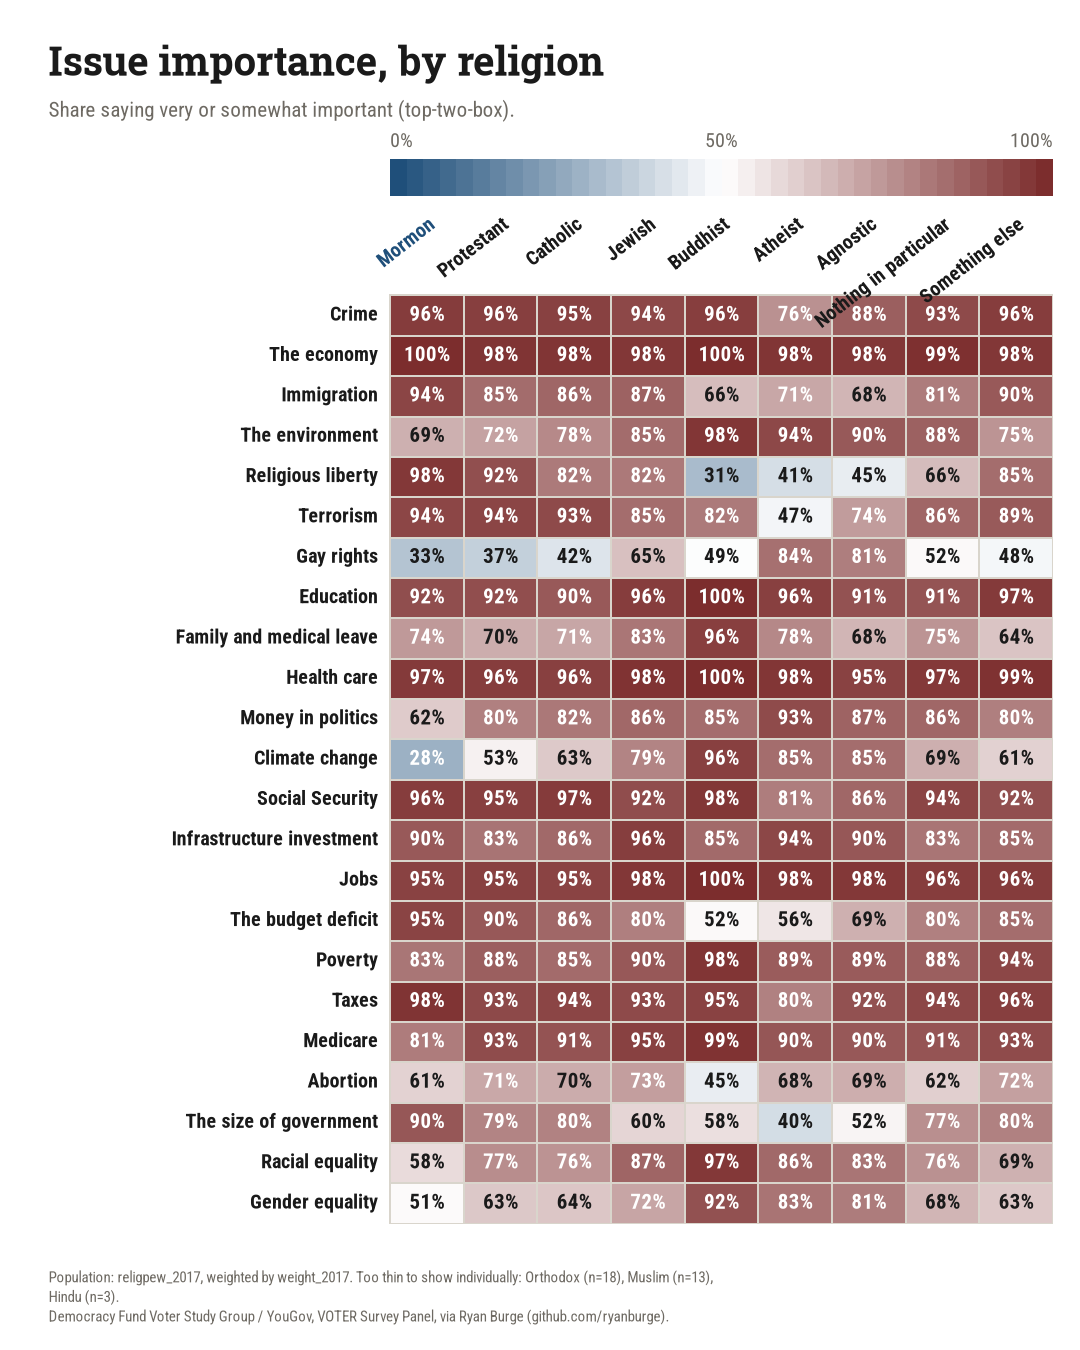 Issue importance, by religion
Share saying very or somewhat important (top-two-box).
0% 50% 100%
Mormon Protestant Catholic Jewish Buddhist Atheist Agnostic Nothing in particular Something else
Crime 96% 96% 95% 94% 96% 76% 88% 93% 96%
The economy 100% 98% 98% 98% 100% 98% 98% 99% 98%
Immigration 94% 85% 86% 87% 66% 71% 68% 81% 90%
The environment 69% 72% 78% 85% 98% 94% 90% 88% 75%
Religious liberty 98% 92% 82% 82% 31% 41% 45% 66% 85%
Terrorism 94% 94% 93% 85% 82% 47% 74% 86% 89%
Gay rights 33% 37% 42% 65% 49% 84% 81% 52% 48%
Education 92% 92% 90% 96% 100% 96% 91% 91% 97%
Family and medical leave 74% 70% 71% 83% 96% 78% 68% 75% 64%
Health care 97% 96% 96% 98% 100% 98% 95% 97% 99%
Money in politics 62% 80% 82% 86% 85% 93% 87% 86% 80%
Climate change 28% 53% 63% 79% 96% 85% 85% 69% 61%
Social Security 96% 95% 97% 92% 98% 81% 86% 94% 92%
Infrastructure investment 90% 83% 86% 96% 85% 94% 90% 83% 85%
Jobs 95% 95% 95% 98% 100% 98% 98% 96% 96%
The budget deficit 95% 90% 86% 80% 52% 56% 69% 80% 85%
Poverty 83% 88% 85% 90% 98% 89% 89% 88% 94%
Taxes 98% 93% 94% 93% 95% 80% 92% 94% 96%
Medicare 81% 93% 91% 95% 99% 90% 90% 91% 93%
Abortion 61% 71% 70% 73% 45% 68% 69% 62% 72%
The size of government 90% 79% 80% 60% 58% 40% 52% 77% 80%
Racial equality 58% 77% 76% 87% 97% 86% 83% 76% 69%
Gender equality 51% 63% 64% 72% 92% 83% 81% 68% 63%
Population: religpew_2017, weighted by weight_2017. Too thin to show individually: Orthodox (n=18), Muslim (n=13),
Hindu (n=3).
Democracy Fund Voter Study Group / YouGov, VOTER Survey Panel, via Ryan Burge (github.com/ryanburge).